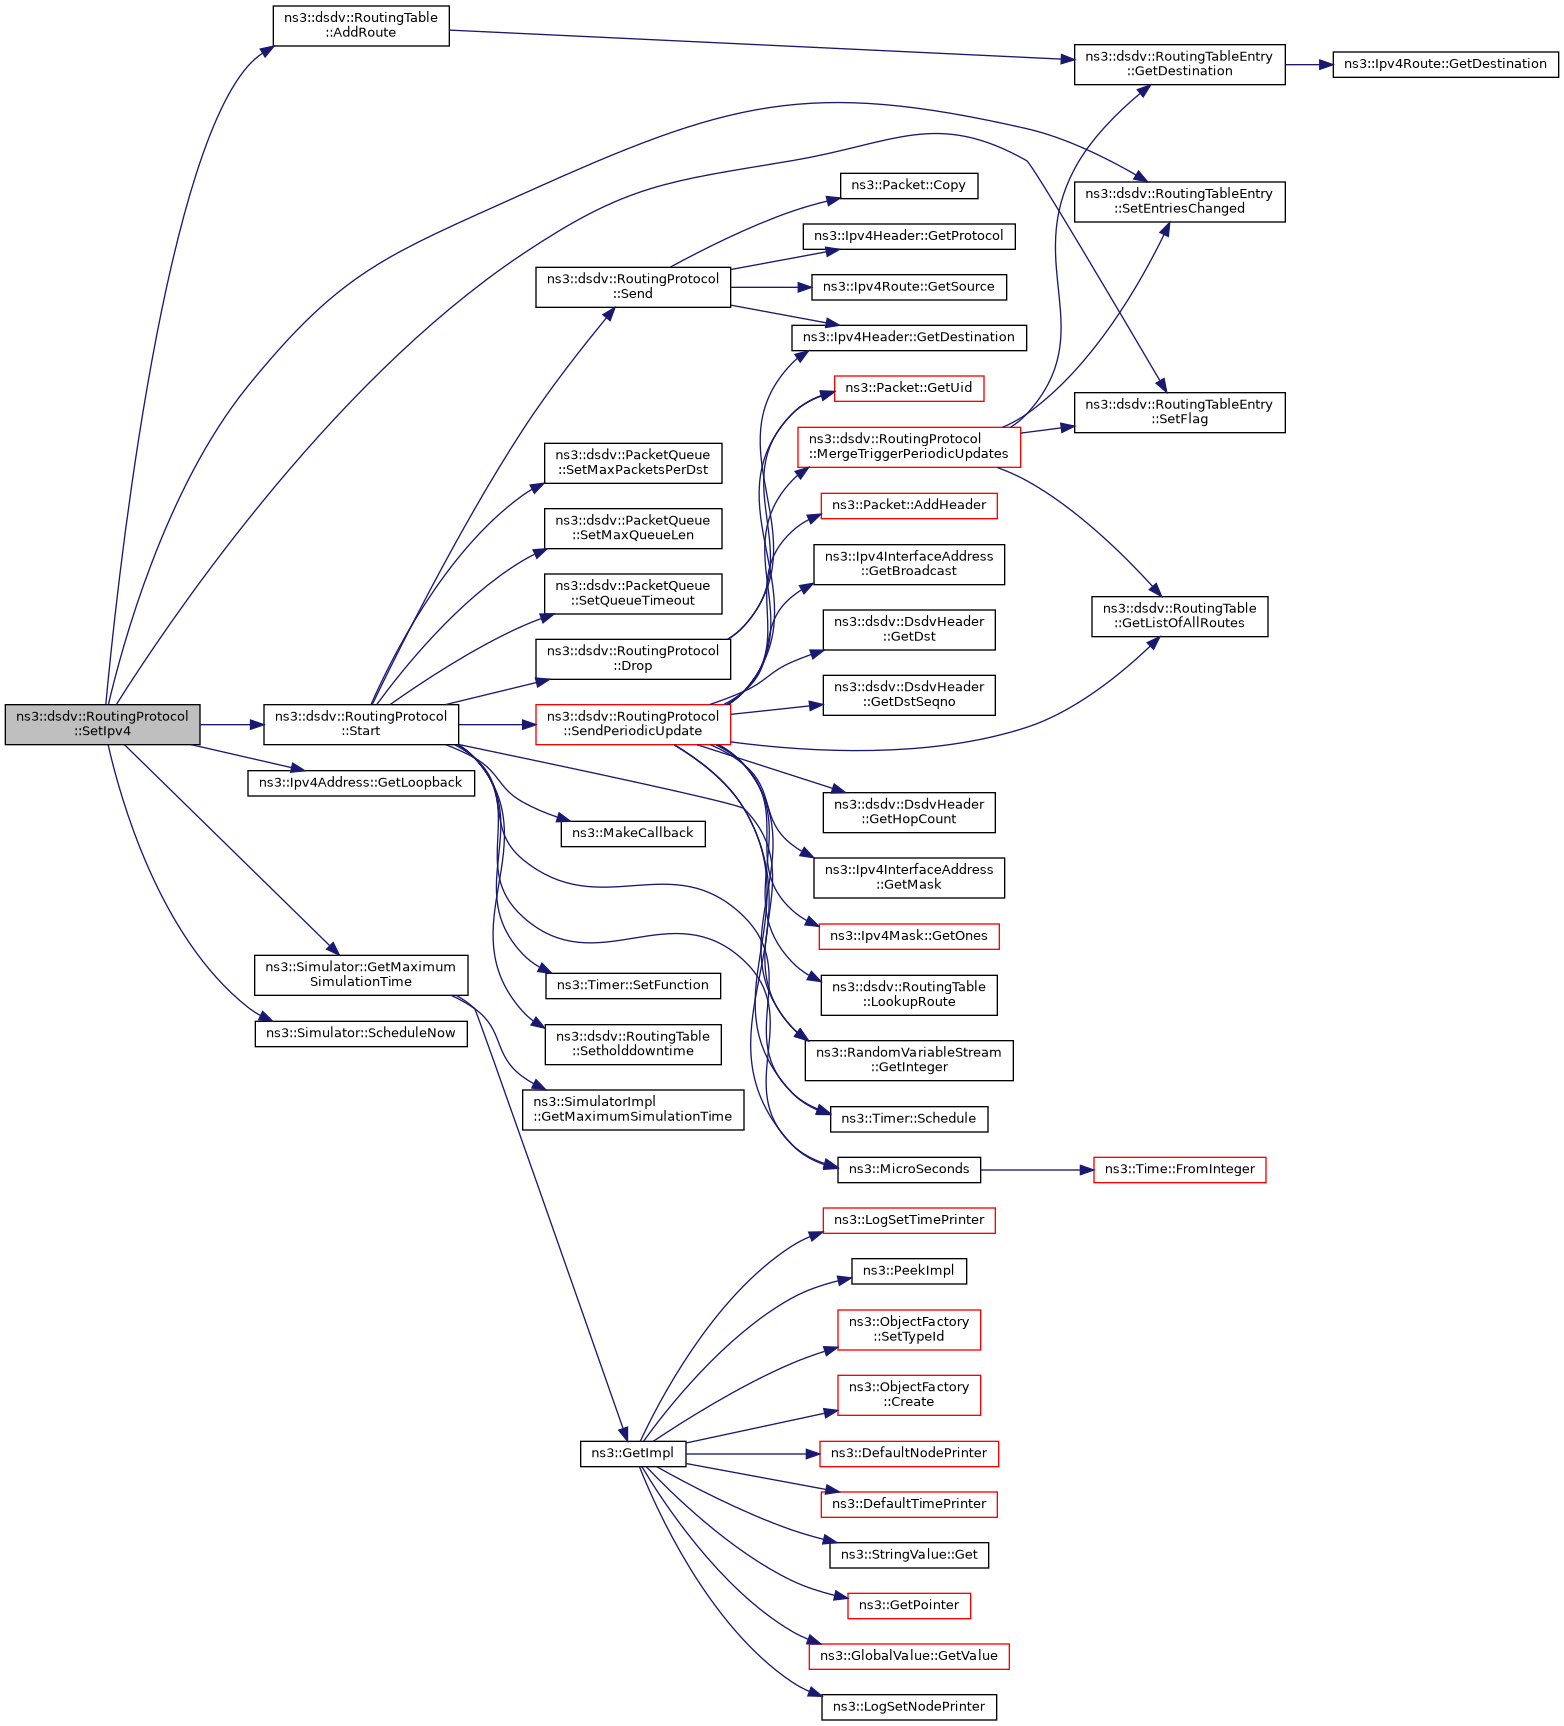 ns3::dsdv::RoutingTable
::AddRoute
ns3::dsdv::RoutingTableEntry
::GetDestination
ns3::Ipv4Route::GetDestination
ns3::Packet::Copy
ns3::dsdv::RoutingTableEntry
::SetEntriesChanged
ns3::Ipv4Header::GetProtocol
ns3::dsdv::RoutingProtocol
::Send
ns3::Ipv4Route::GetSource
ns3::Ipv4Header::GetDestination
ns3::Packet::GetUid
ns3::dsdv::RoutingTableEntry
::SetFlag
ns3::dsdv::RoutingProtocol
::MergeTriggerPeriodicUpdates
ns3::dsdv::PacketQueue
::SetMaxPacketsPerDst
ns3::Packet::AddHeader
ns3::dsdv::PacketQueue
::SetMaxQueueLen
ns3::Ipv4InterfaceAddress
::GetBroadcast
ns3::dsdv::PacketQueue
::SetQueueTimeout
ns3::dsdv::RoutingTable
::GetListOfAllRoutes
ns3::dsdv::DsdvHeader
::GetDst
ns3::dsdv::RoutingProtocol
::Drop
ns3::dsdv::DsdvHeader
::GetDstSeqno
ns3::dsdv::RoutingProtocol
::SetIpv4
ns3::dsdv::RoutingProtocol
::Start
ns3::dsdv::RoutingProtocol
::SendPeriodicUpdate
ns3::Ipv4Address::GetLoopback
ns3::dsdv::DsdvHeader
::GetHopCount
ns3::MakeCallback
ns3::Ipv4InterfaceAddress
::GetMask
ns3::Ipv4Mask::GetOnes
ns3::Simulator::GetMaximum
SimulationTime
ns3::Timer::SetFunction
ns3::dsdv::RoutingTable
::LookupRoute
ns3::Simulator::ScheduleNow
ns3::dsdv::RoutingTable
::Setholddowntime
ns3::RandomVariableStream
::GetInteger
ns3::SimulatorImpl
::GetMaximumSimulationTime
ns3::Timer::Schedule
ns3::MicroSeconds
ns3::Time::FromInteger
ns3::LogSetTimePrinter
ns3::PeekImpl
ns3::ObjectFactory
::SetTypeId
ns3::ObjectFactory
::Create
ns3::GetImpl
ns3::DefaultNodePrinter
ns3::DefaultTimePrinter
ns3::StringValue::Get
ns3::GetPointer
ns3::GlobalValue::GetValue
ns3::LogSetNodePrinter